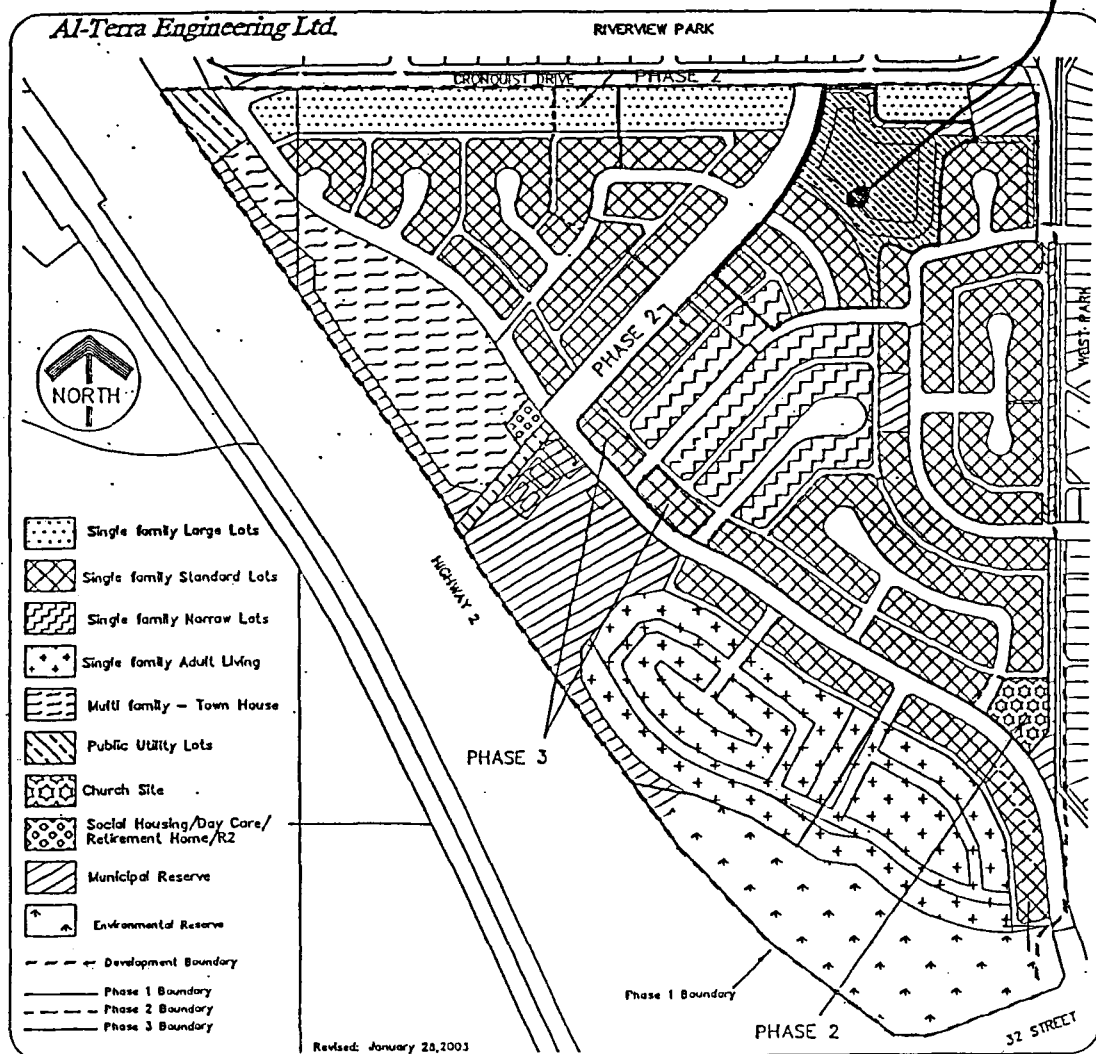 Al-Terra Engineering Ltd.
RIVERVIEW PARK
CRONQUIST DRIVE
PHASE 2
WEST PARK
PHASE 2
NORTH
HIGHWAY 2
Single family Large Lots
Single family Standard Lots
Single family Narrow Lots
Single family Adult Living
Multi family – Town House
Public Utility Lots
Church Site
Social Housing/Day Care/
Retirement Home/R2
Municipal Reserve
Environmental Reserve
Development Boundary
Phase 1 Boundary
Phase 2 Boundary
Phase 3 Boundary
PHASE 3
Phase 1 Boundary
PHASE 2
32 STREET
Revised: January 28,2003